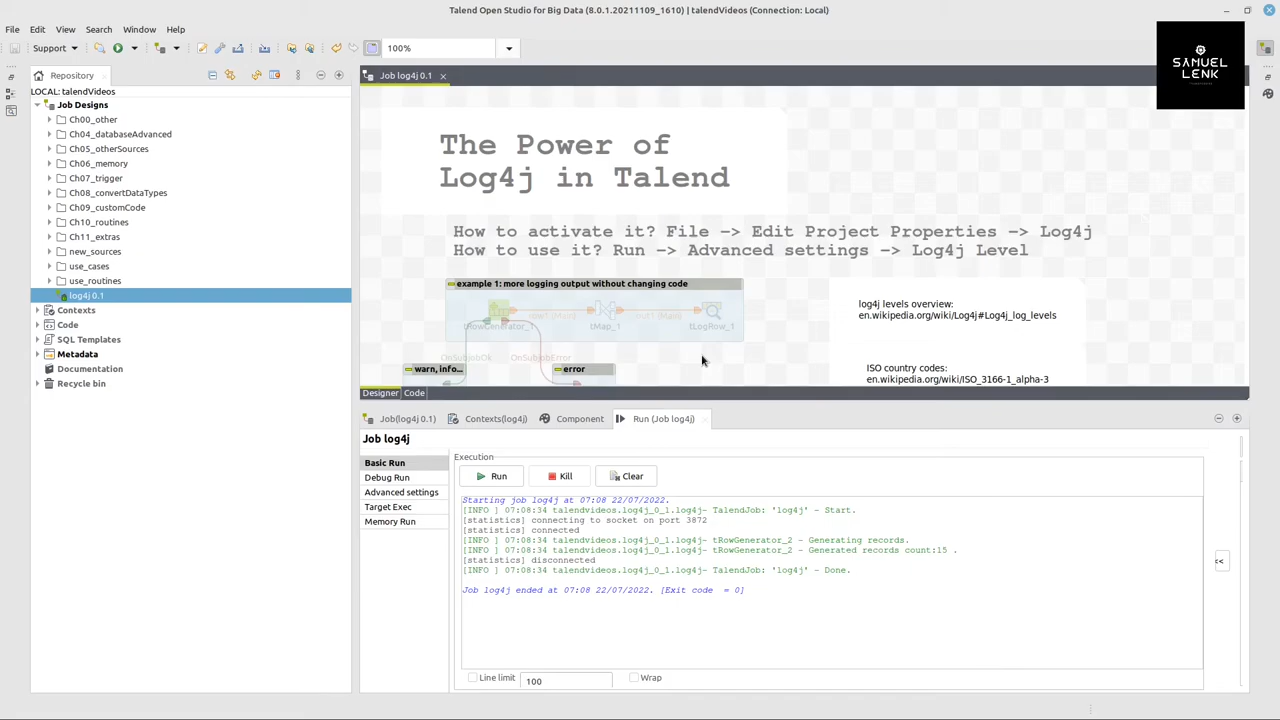 Talend Open Studio for Big Data (8.0.1.20211109_1610) | talendVideos (Connection: Local)
File Edit View Search Window Help
Support 100%
SAMUEL
LENK
Repository
LOCAL: talendVideos
Job Designs
Ch00_other
Ch04_databaseAdvanced
Ch05_otherSources
Ch06_memory
Ch07_trigger
Ch08_convertDataTypes
Ch09_customCode
Ch10_routines
Ch11_extras
new_sources
use_cases
use_routines
log4j 0.1
Contexts
Code
SQL Templates
Metadata
Documentation
Recycle bin
Job log4j 0.1
The Power of
Log4j in Talend
How to activate it? File -> Edit Project Properties -> Log4j
How to use it? Run -> Advanced settings -> Log4j Level
example 1: more logging output without changing code
row1 (Main) out1 (Main)
tRowGenerator_1 tMap_1 tLogRow_1
OnSubjobOk OnSubjobError
warn, info... error
log4j levels overview:
en.wikipedia.org/wiki/Log4j#Log4j_log_levels
ISO country codes:
en.wikipedia.org/wiki/ISO_3166-1_alpha-3
Designer Code
Job(log4j 0.1) Contexts(log4j) Component Run (Job log4j)
Job log4j
Basic Run
Debug Run
Advanced settings
Target Exec
Memory Run
Execution
Run Kill Clear
Starting job log4j at 07:08 22/07/2022.
[INFO ] 07:08:34 talendvideos.log4j_0_1.log4j- TalendJob: 'log4j' - Start.
[statistics] connecting to socket on port 3872
[statistics] connected
[INFO ] 07:08:34 talendvideos.log4j_0_1.log4j- tRowGenerator_2 - Generating records.
[INFO ] 07:08:34 talendvideos.log4j_0_1.log4j- tRowGenerator_2 - Generated records count:15 .
[statistics] disconnected
[INFO ] 07:08:34 talendvideos.log4j_0_1.log4j- TalendJob: 'log4j' - Done.
Job log4j ended at 07:08 22/07/2022. [Exit code  = 0]
<<
Line limit 100 Wrap